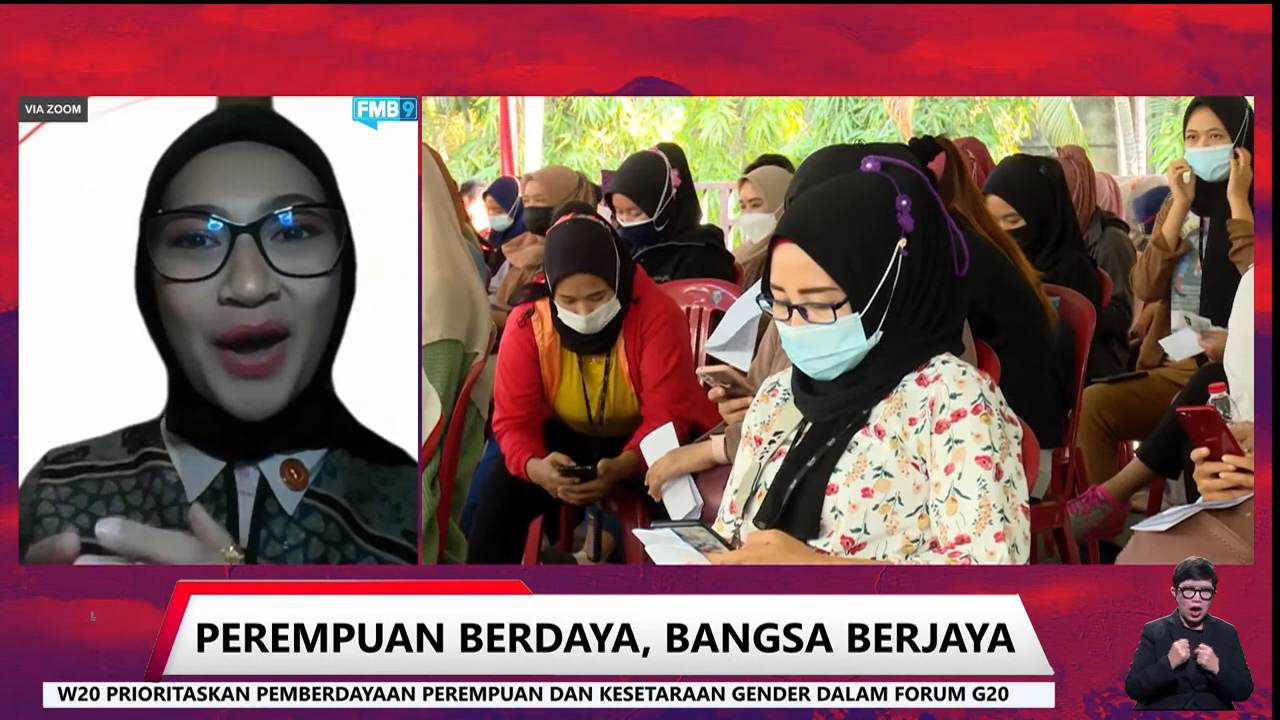 VIA ZOOM
FMB9
PEREMPUAN BERDAYA, BANGSA BERJAYA
W20 PRIORITASKAN PEMBERDAYAAN PEREMPUAN DAN KESETARAAN GENDER DALAM FORUM G20